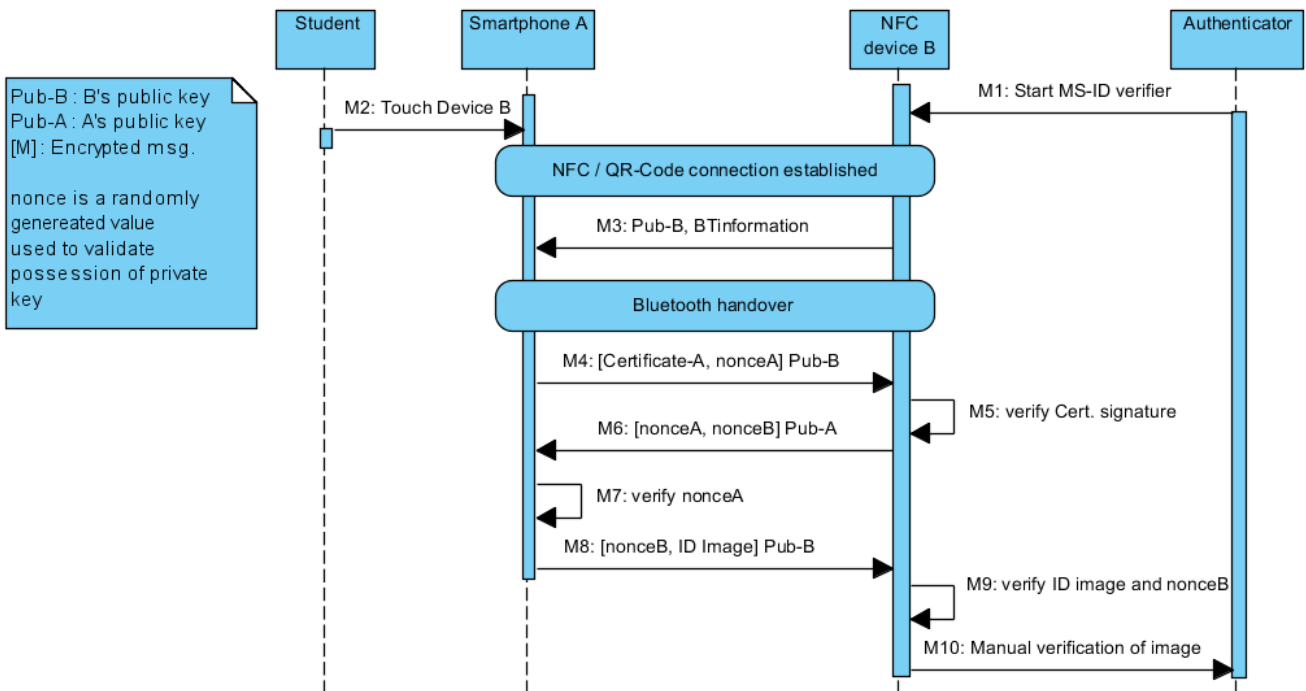 Student
Smartphone A
NFC
device B
Authenticator
Pub-B : B's public key
Pub-A : A's public key
[M] : Encrypted msg.
nonce is a randomly
genereated value
used to validate
possession of private
key
M1: Start MS-ID verifier
M2: Touch Device B
NFC / QR-Code connection established
M3: Pub-B, BTinformation
Bluetooth handover
M4: [Certificate-A, nonceA] Pub-B
M5: verify Cert. signature
M6: [nonceA, nonceB] Pub-A
M7: verify nonceA
M8: [nonceB, ID Image] Pub-B
M9: verify ID image and nonceB
M10: Manual verification of image